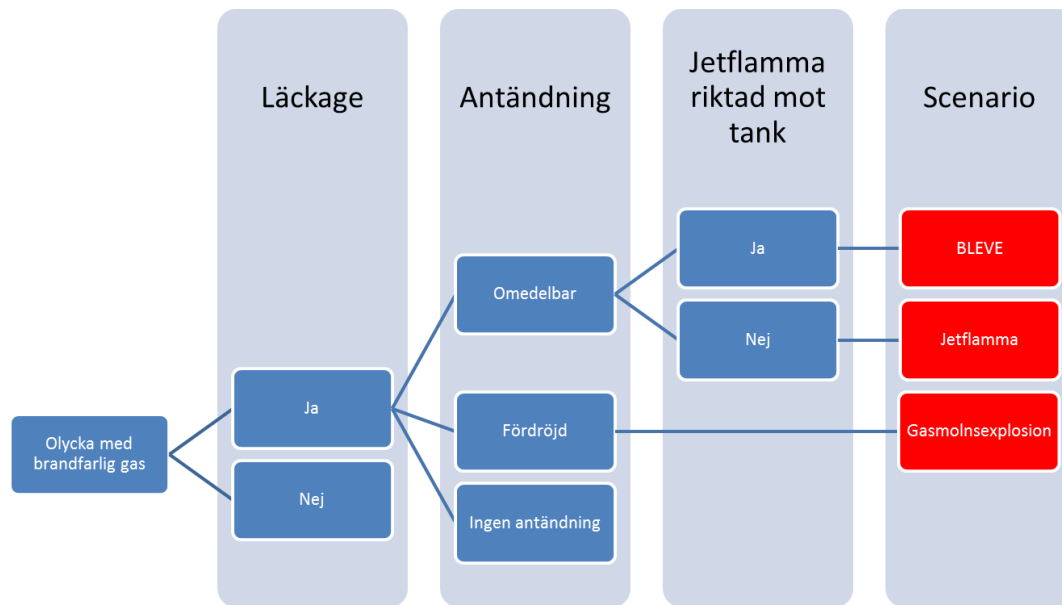 Läckage
Antändning
Jetflamma
riktad mot
tank
Scenario
Ja
BLEVE
Omedelbar
Nej
Jetflamma
Ja
Fördröjd
Gasmolnsexplosion
Olycka med
brandfarlig gas
Nej
Ingen antändning